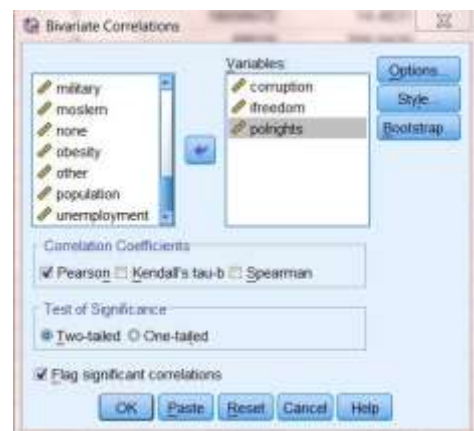 Bivariate Correlations
Variables
military
moslem
none
obesity
other
population
unemployment
corruption
ifreedom
polrights
Options...
Style...
Bootstrap...
Correlation Coefficients
Pearson Kendall's tau-b Spearman
Test of Significance
Two-tailed One-tailed
Flag significant correlations
OK Paste Reset Cancel Help